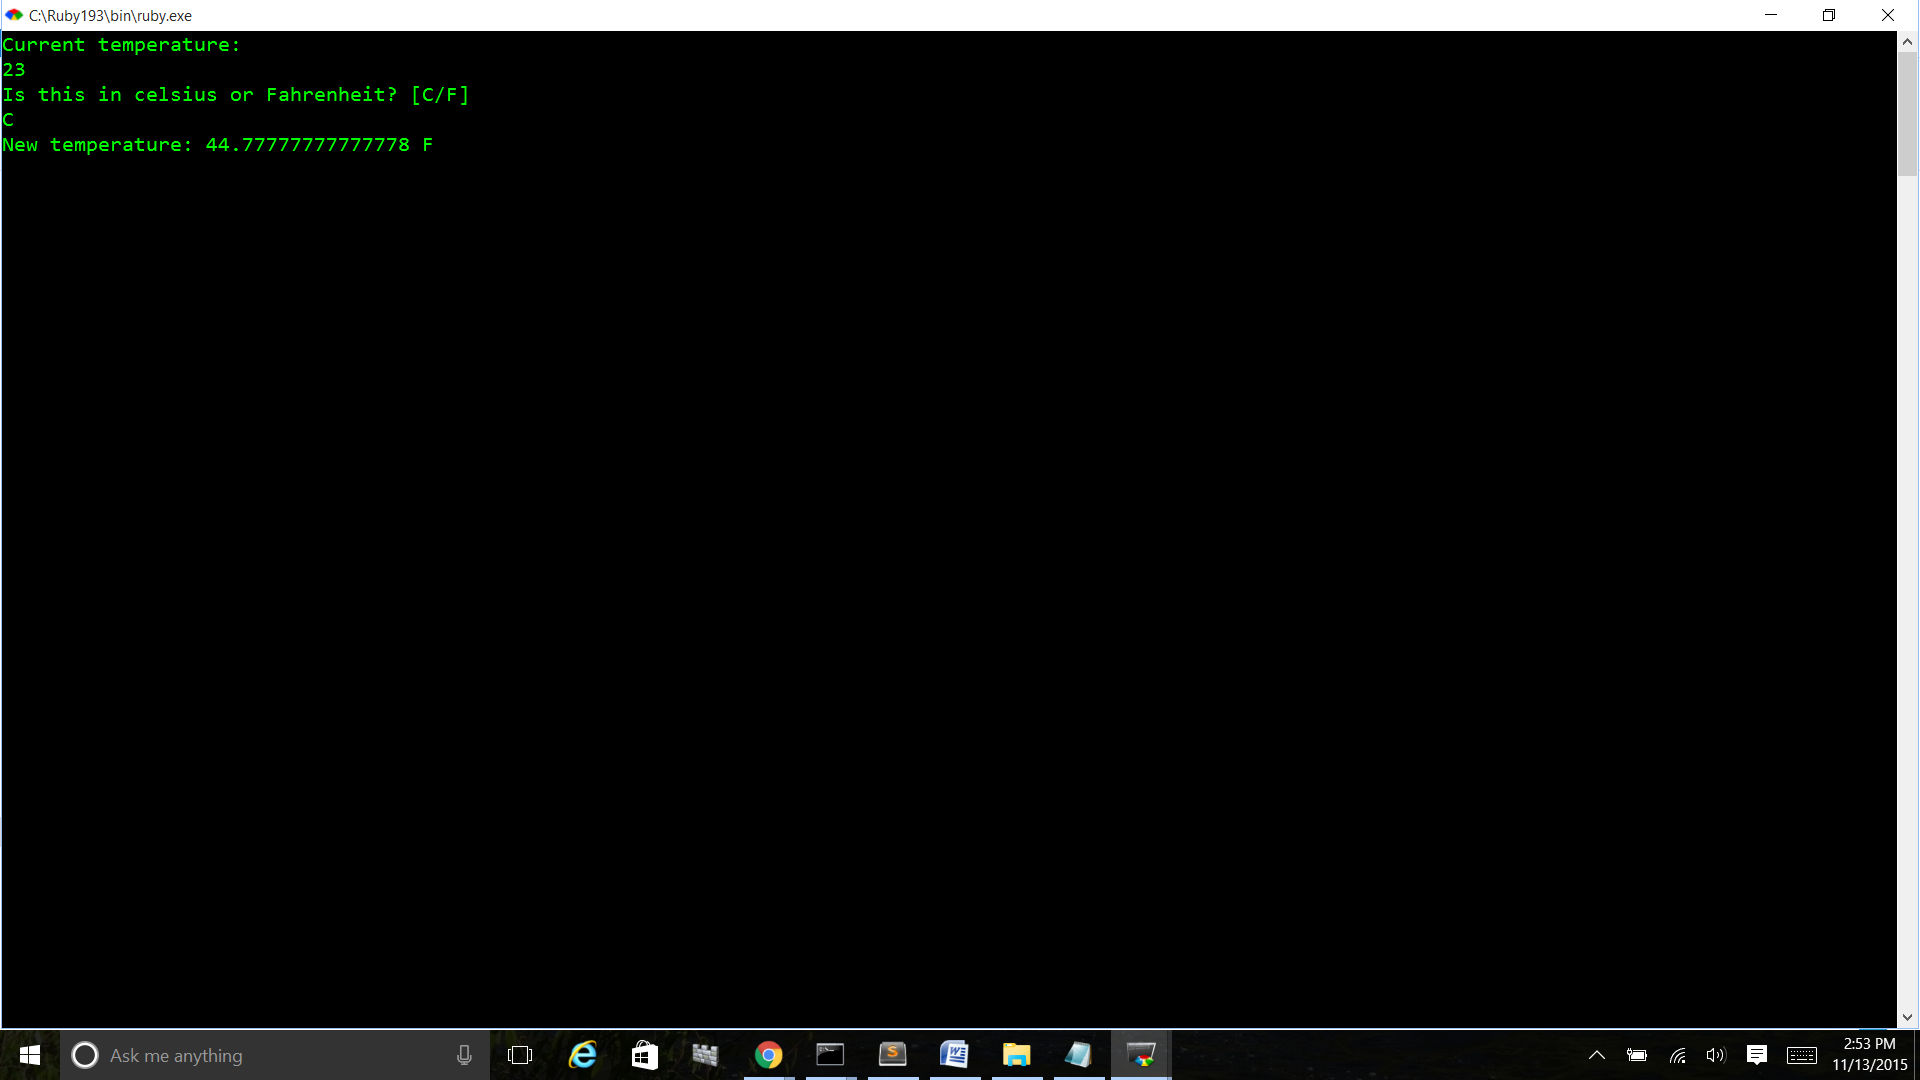 C:\Ruby193\bin\ruby.exe
Current temperature:
23
Is this in celsius or Fahrenheit? [C/F]
C
New temperature: 44.77777777777778 F
Ask me anything
2:53 PM
11/13/2015